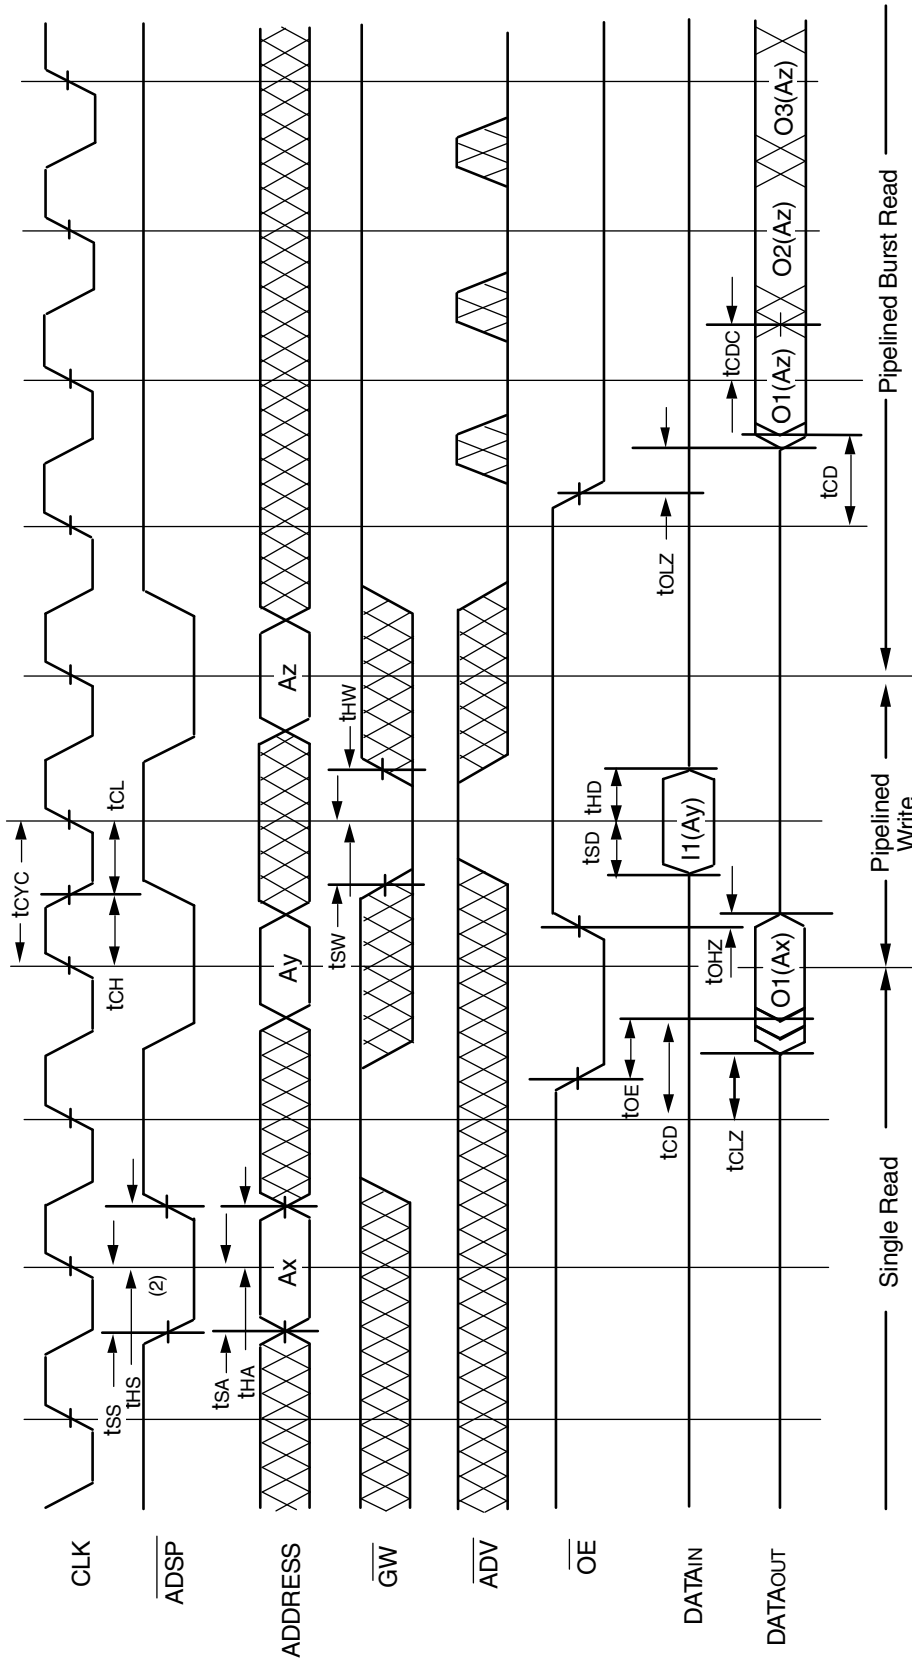 CLK
tSS
tHS
(2)
tCH
tCYC
tCL
ADSP
ADDRESS
tSA
tHA
Ax
Ay
Az
GW
tSW
tHW
ADV
OE
tOE
tOLZ
DATAIN
tCD
tOHZ
tSD
tHD
I1(Ay)
tCDC
DATAOUT
tCLZ
O1(Ax)
tCD
O1(Az)
O2(Az)
O3(Az)
Single Read
Pipelined
Write
Pipelined Burst Read